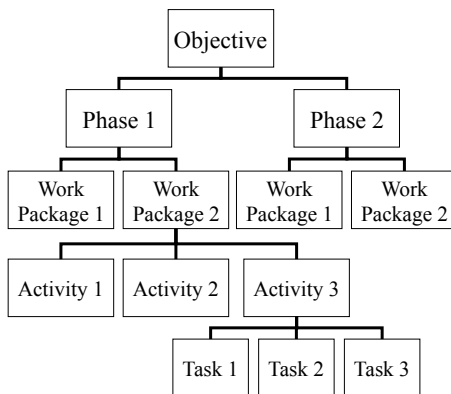 Objective
Phase 1
Phase 2
Work
Package 1
Work
Package 2
Work
Package 1
Work
Package 2
Activity 1
Activity 2
Activity 3
Task 1
Task 2
Task 3